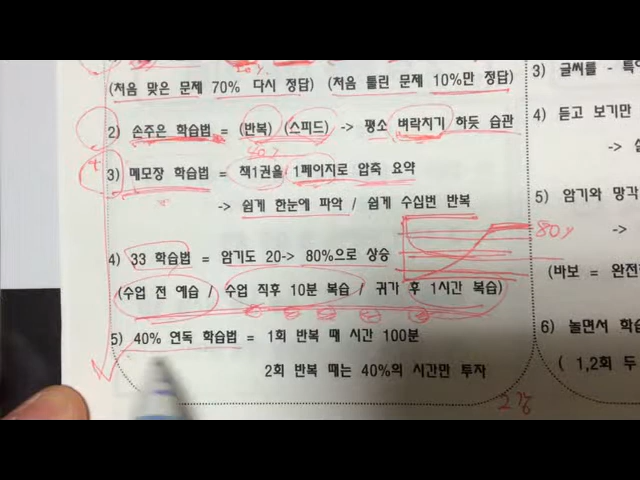 (처음 맞은 문제 70% 다시 정답) (처음 틀린 문제 10%만 정답)
2) 손주은 학습법 = (반복) (스피드) -> 평소 벼락치기 하듯 습관
3) 메모장 학습법 = 책1권을 1페이지로 압축 요약
-> 쉽게 한눈에 파악 / 쉽게 수십번 반복
4) 33 학습법 = 암기도 20-> 80%으로 상승
80%
(수업 전 예습 / 수업 직후 10분 복습 / 귀가 후 1시간 복습)
5) 40% 연독 학습법 = 1회 반복 때 시간 100분
2회 반복 때는 40%의 시간만 투자
3) 글씨를 -
4) 듣고 보기만
->
5) 암기와 망각
->
(바보 = 완전
6) 놀면서 학습
( 1,2회 두